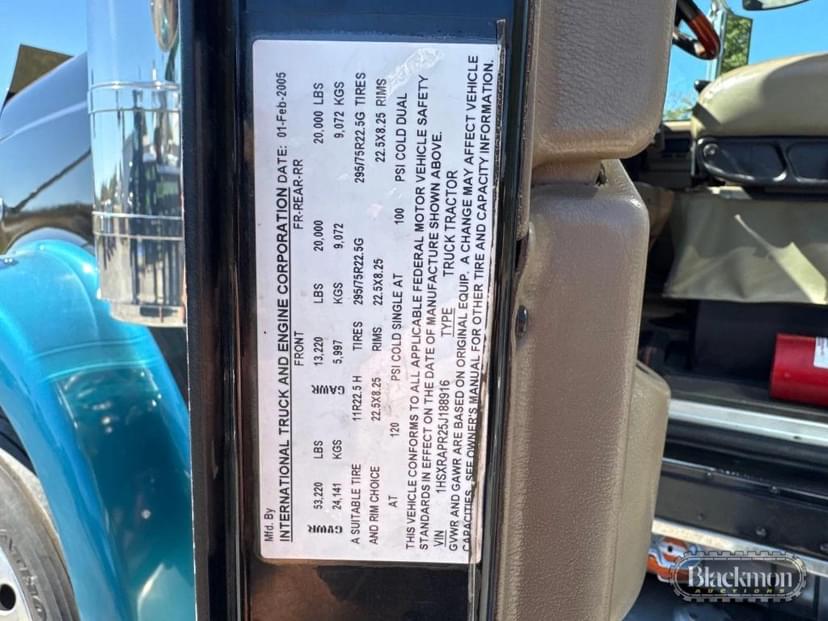 Mfd. By
INTERNATIONAL TRUCK AND ENGINE CORPORATION DATE: 01-Feb-2005
FRONT FR-REAR-RR
GVWR 53,220 LBS GAWR 13,220 LBS 20,000 20,000 LBS
24,141 KGS 5,997 KGS 9,072 9,072 KGS
A SUITABLE TIRE 11R22.5 H TIRES 295/75R22.5G 295/75R22.5G TIRES
AND RIM CHOICE 22.5X8.25 RIMS 22.5X8.25 22.5X8.25 RIMS
AT 120 PSI COLD SINGLE AT 100 PSI COLD DUAL
THIS VEHICLE CONFORMS TO ALL APPLICABLE FEDERAL MOTOR VEHICLE SAFETY
STANDARDS IN EFFECT ON THE DATE OF MANUFACTURE SHOWN ABOVE.
VIN 1HSXRAPR25J188916 TYPE TRUCK TRACTOR
GVWR AND GAWR ARE BASED ON ORIGINAL EQUIP. A CHANGE MAY AFFECT VEHICLE
CAPACITIES. SEE OWNER'S MANUAL FOR OTHER TIRE AND CAPACITY INFORMATION.
Blackmon
AUCTIONS